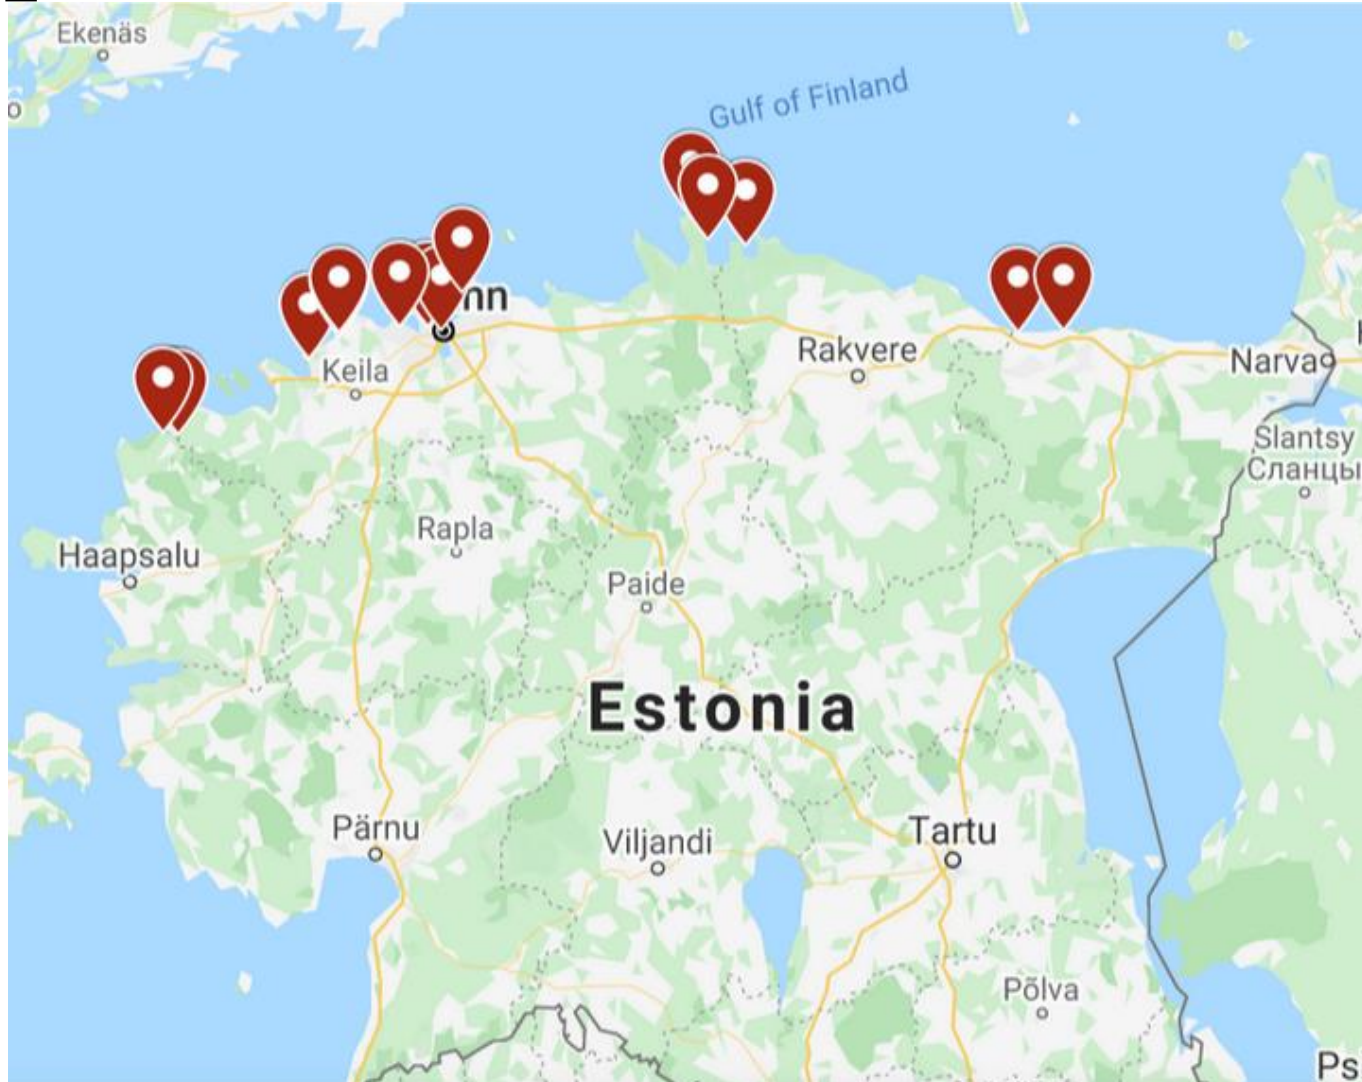 Ekenäs
Gulf of Finland
nn
Keila
Rakvere
Narva
Slantsy
Сланцы
Rapla
Haapsalu
Paide
Estonia
Pärnu
Viljandi
Tartu
Põlva
Ps